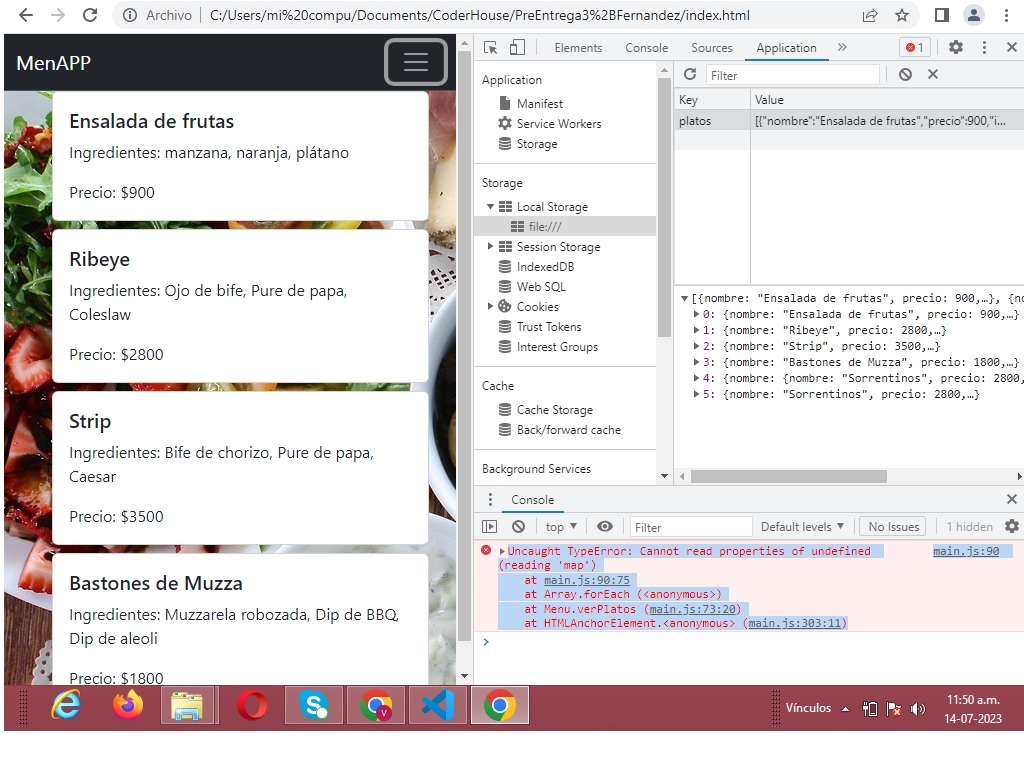 Archivo
C:/Users/mi%20compu/Documents/CoderHouse/PreEntrega3%2BFernandez/index.html
MenAPP
Ensalada de frutas
Ingredientes: manzana, naranja, plátano
Precio: $900
Ribeye
Ingredientes: Ojo de bife, Pure de papa,
Coleslaw
Precio: $2800
Strip
Ingredientes: Bife de chorizo, Pure de papa,
Caesar
Precio: $3500
Bastones de Muzza
Ingredientes: Muzzarela robozada, Dip de BBQ,
Dip de aleoli
Precio: $1800
Elements Console Sources Application » 1
Application
Manifest
Service Workers
Storage
Storage
Local Storage
file:///
Session Storage
IndexedDB
Web SQL
Cookies
Trust Tokens
Interest Groups
Cache
Cache Storage
Back/forward cache
Background Services
Filter
Key Value
platos [{"nombre":"Ensalada de frutas","precio":900,"i...
[{nombre: "Ensalada de frutas", precio: 900,…}, {no
0: {nombre: "Ensalada de frutas", precio: 900,…}
1: {nombre: "Ribeye", precio: 2800,…}
2: {nombre: "Strip", precio: 3500,…}
3: {nombre: "Bastones de Muzza", precio: 1800,…}
4: {nombre: {nombre: "Sorrentinos", precio: 2800,
5: {nombre: "Sorrentinos", precio: 2800,…}
Console
top Filter Default levels No Issues 1 hidden
Uncaught TypeError: Cannot read properties of undefined main.js:90
(reading 'map')
at main.js:90:75
at Array.forEach (<anonymous>)
at Menu.verPlatos (main.js:73:20)
at HTMLAnchorElement.<anonymous> (main.js:303:11)
Vínculos
11:50 a.m.
14-07-2023